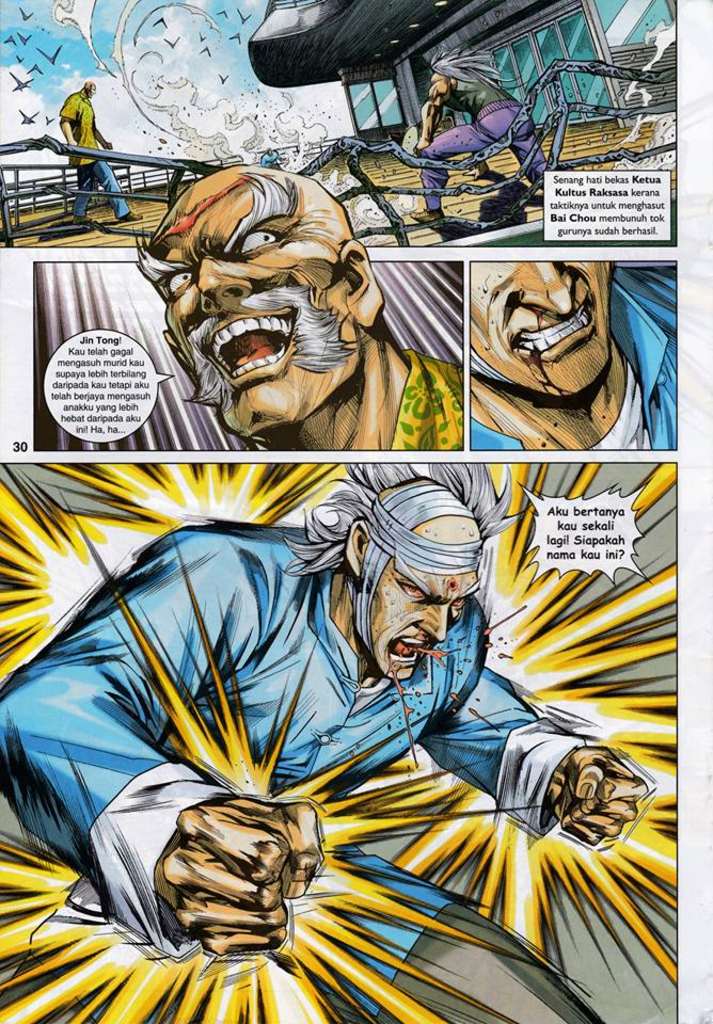 Senang hati bekas Ketua
Kultus Raksasa kerana
taktiknya untuk menghasut
Bai Chou membunuh tok
gurunya sudah berhasil.
Jin Tong!
Kau telah gagal
mengasuh murid kau
supaya lebih terbilang
daripada kau tetapi aku
telah berjaya mengasuh
anakku yang lebih
hebat daripada aku
ini! Ha, ha...
30
Aku bertanya
kau sekali
lagi! Siapakah
nama kau ini?